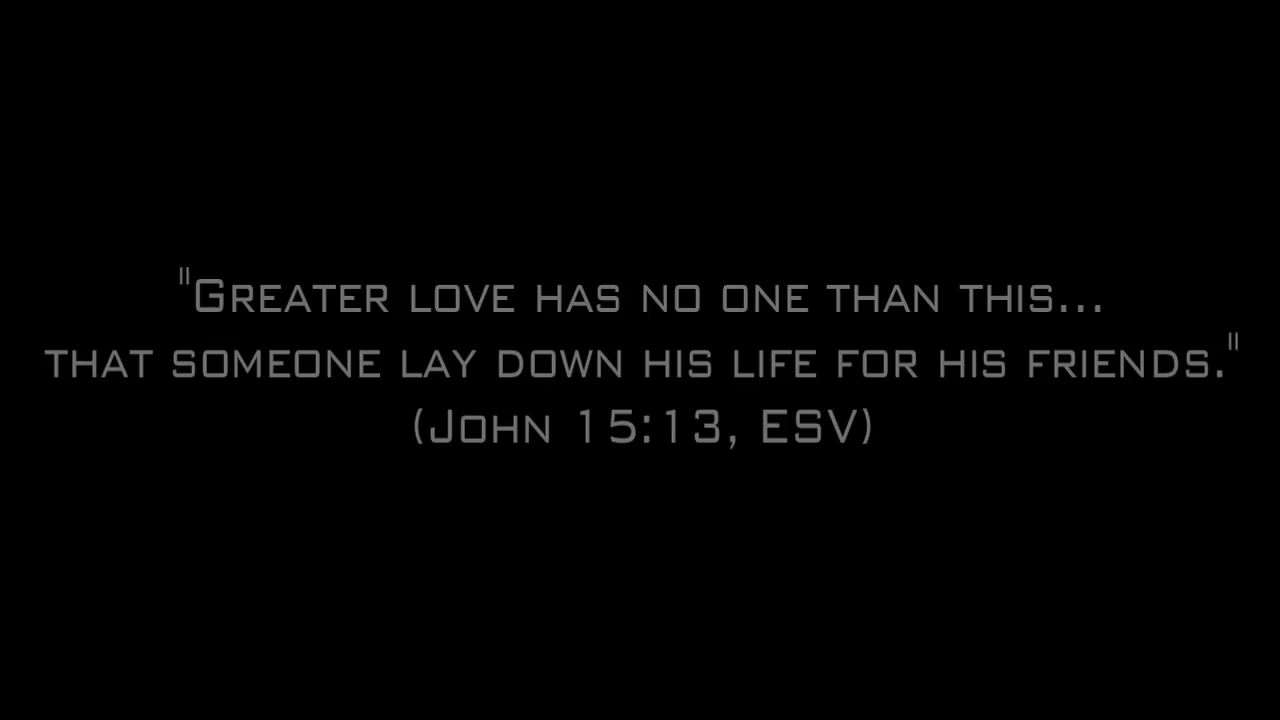 "Greater love has no one than this...
that someone lay down his life for his friends."
(John 15:13, ESV)